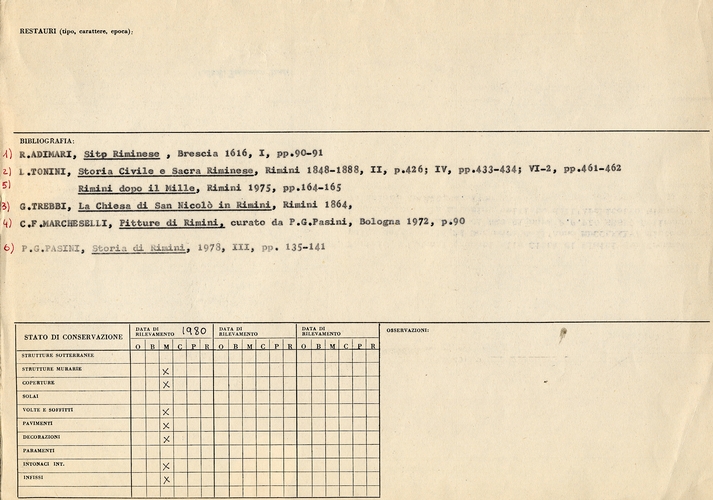 RESTAURI (tipo, carattere, epoca):
BIBLIOGRAFIA:
1) R.ADIMARI, Sito Riminese , Brescia 1616, I, pp.90-91
2) L.TONINI, Storia Civile e Sacra Riminese, Rimini 1848-1888, II, p.426; IV, pp.433-434; VI-2, pp.461-462
5) Rimini dopo il Mille, Rimini 1975, pp.164-165
3) G.TREBBI, La Chiesa di San Nicolò in Rimini, Rimini 1864,
4) C.F.MARCHESELLI, Pitture di Rimini, curato da P.G.Pasini, Bologna 1972, p.90
6) P.G.PASINI, Storia di Rimini, 1978, III, pp. 135-141
STATO DI CONSERVAZIONE
DATA DI RILEVAMENTO 1980
DATA DI RILEVAMENTO
DATA DI RILEVAMENTO
OSSERVAZIONI:
O B M C P R O B M C P R O B M C P R
STRUTTURE SOTTERRANEE
STRUTTURE MURARIE X
COPERTURE X
SOLAI
VOLTE E SOFFITTI X
PAVIMENTI X
DECORAZIONI X
PARAMENTI
INTONACI INT. X
INFISSI X